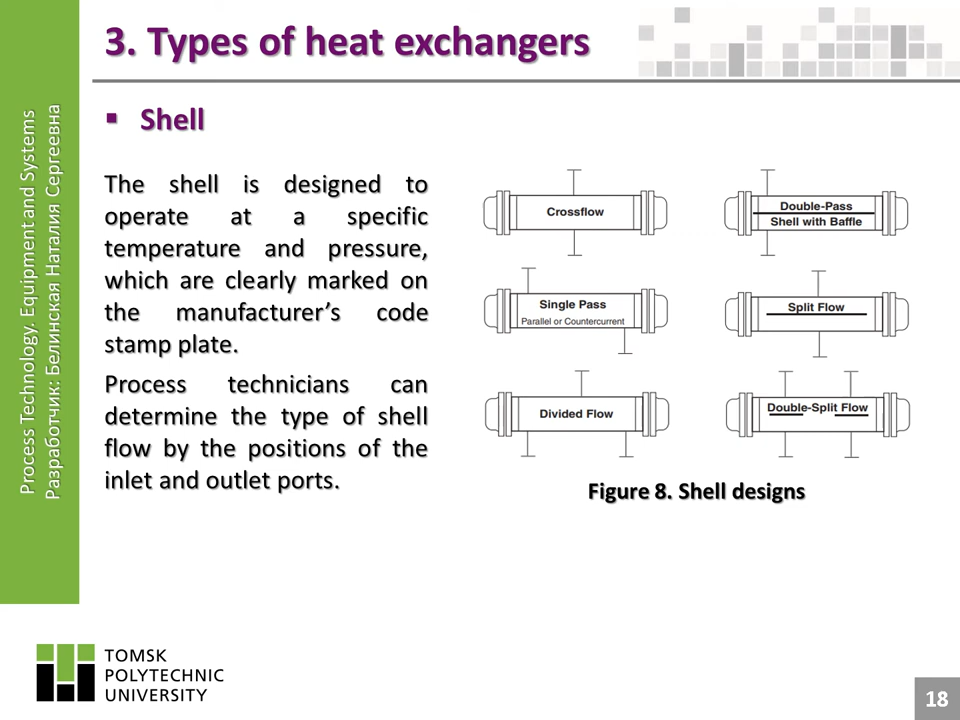 3. Types of heat exchangers
Process Technology. Equipment and Systems
Разработчик: Белинская Наталия Сергеевна
▪ Shell
The shell is designed to
operate at a specific
temperature and pressure,
which are clearly marked on
the manufacturer’s code
stamp plate.
Process technicians can
determine the type of shell
flow by the positions of the
inlet and outlet ports.
Crossflow
Double-Pass
Shell with Baffle
Single Pass
Parallel or Countercurrent
Split Flow
Divided Flow
Double-Split Flow
Figure 8. Shell designs
TOMSK
POLYTECHNIC
UNIVERSITY
18